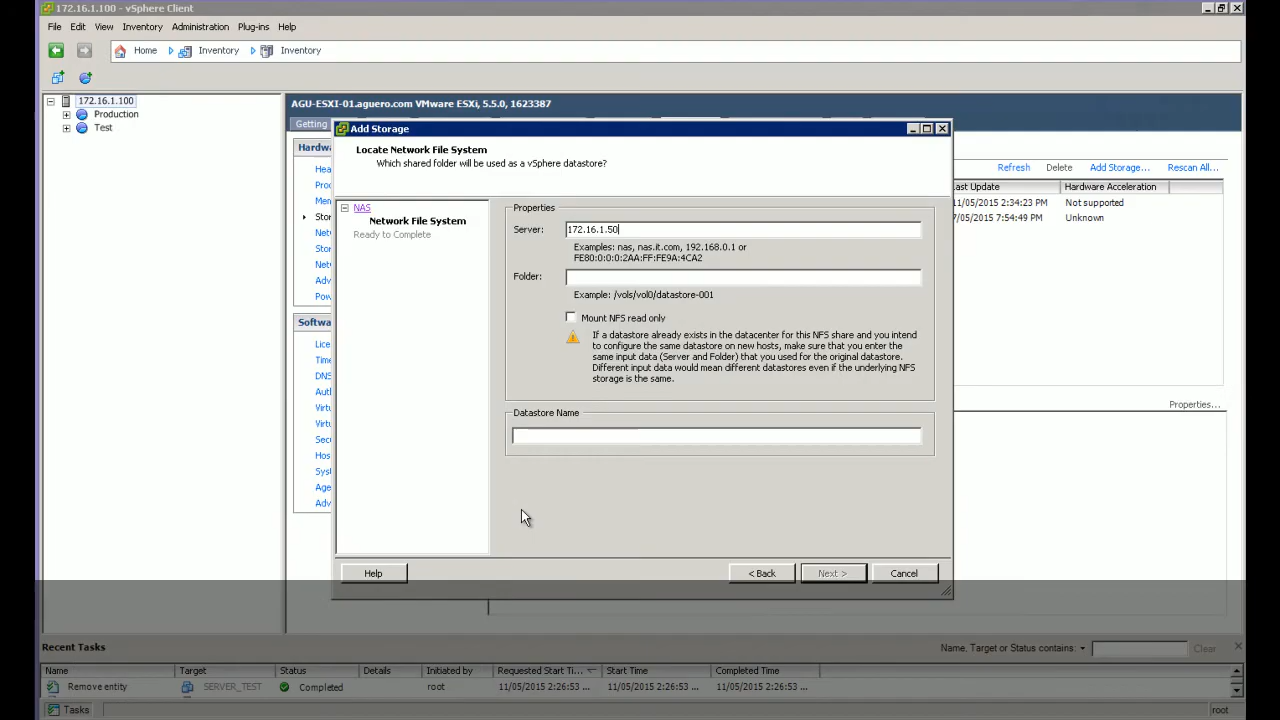 172.16.1.100 - vSphere Client
File Edit View Inventory Administration Plug-ins Help
Home Inventory Inventory
172.16.1.100
Production
Test
AGU-ESXI-01.aguero.com VMware ESXi, 5.5.0, 1623387
Getting
Add Storage
Locate Network File System
Which shared folder will be used as a vSphere datastore?
NAS
Network File System
Ready to Complete
Properties
Server: 172.16.1.50
Examples: nas, nas.it.com, 192.168.0.1 or
FE80:0:0:0:2AA:FF:FE9A:4CA2
Folder:
Example: /vols/vol0/datastore-001
Mount NFS read only
If a datastore already exists in the datacenter for this NFS share and you intend
to configure the same datastore on new hosts, make sure that you enter the
same input data (Server and Folder) that you used for the original datastore.
Different input data would mean different datastores even if the underlying NFS
storage is the same.
Datastore Name
Help < Back Next > Cancel
Refresh Delete Add Storage... Rescan All...
Last Update Hardware Acceleration
11/05/2015 2:34:23 PM Not supported
7/05/2015 7:54:49 PM Unknown
Properties...
Recent Tasks
Name, Target or Status contains: Clear
Name Target Status Details Initiated by Requested Start Ti... Start Time Completed Time
Remove entity SERVER_TEST Completed root 11/05/2015 2:26:53 ... 11/05/2015 2:26:53 ... 11/05/2015 2:26:53 ...
Tasks root